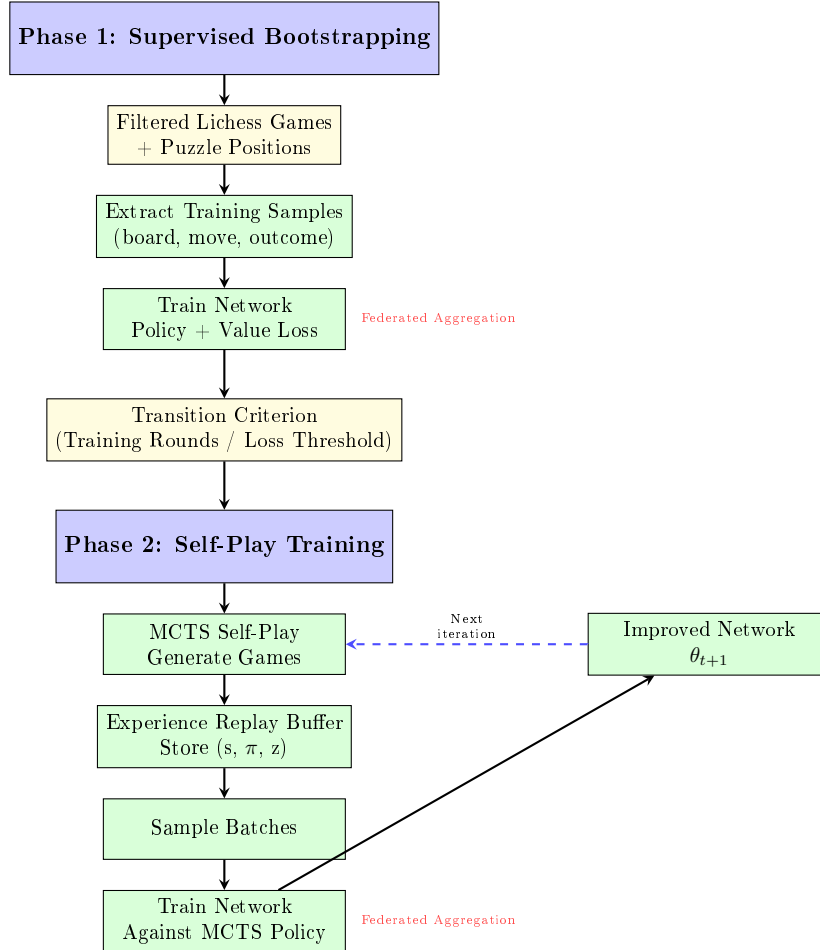 Phase 1: Supervised Bootstrapping
Filtered Lichess Games
+ Puzzle Positions
Extract Training Samples
(board, move, outcome)
Train Network
Policy + Value Loss
Federated Aggregation
Transition Criterion
(Training Rounds / Loss Threshold)
Phase 2: Self-Play Training
MCTS Self-Play
Generate Games
Next
iteration
Improved Network
θₜ₊₁
Experience Replay Buffer
Store (s, π, z)
Sample Batches
Train Network
Against MCTS Policy
Federated Aggregation